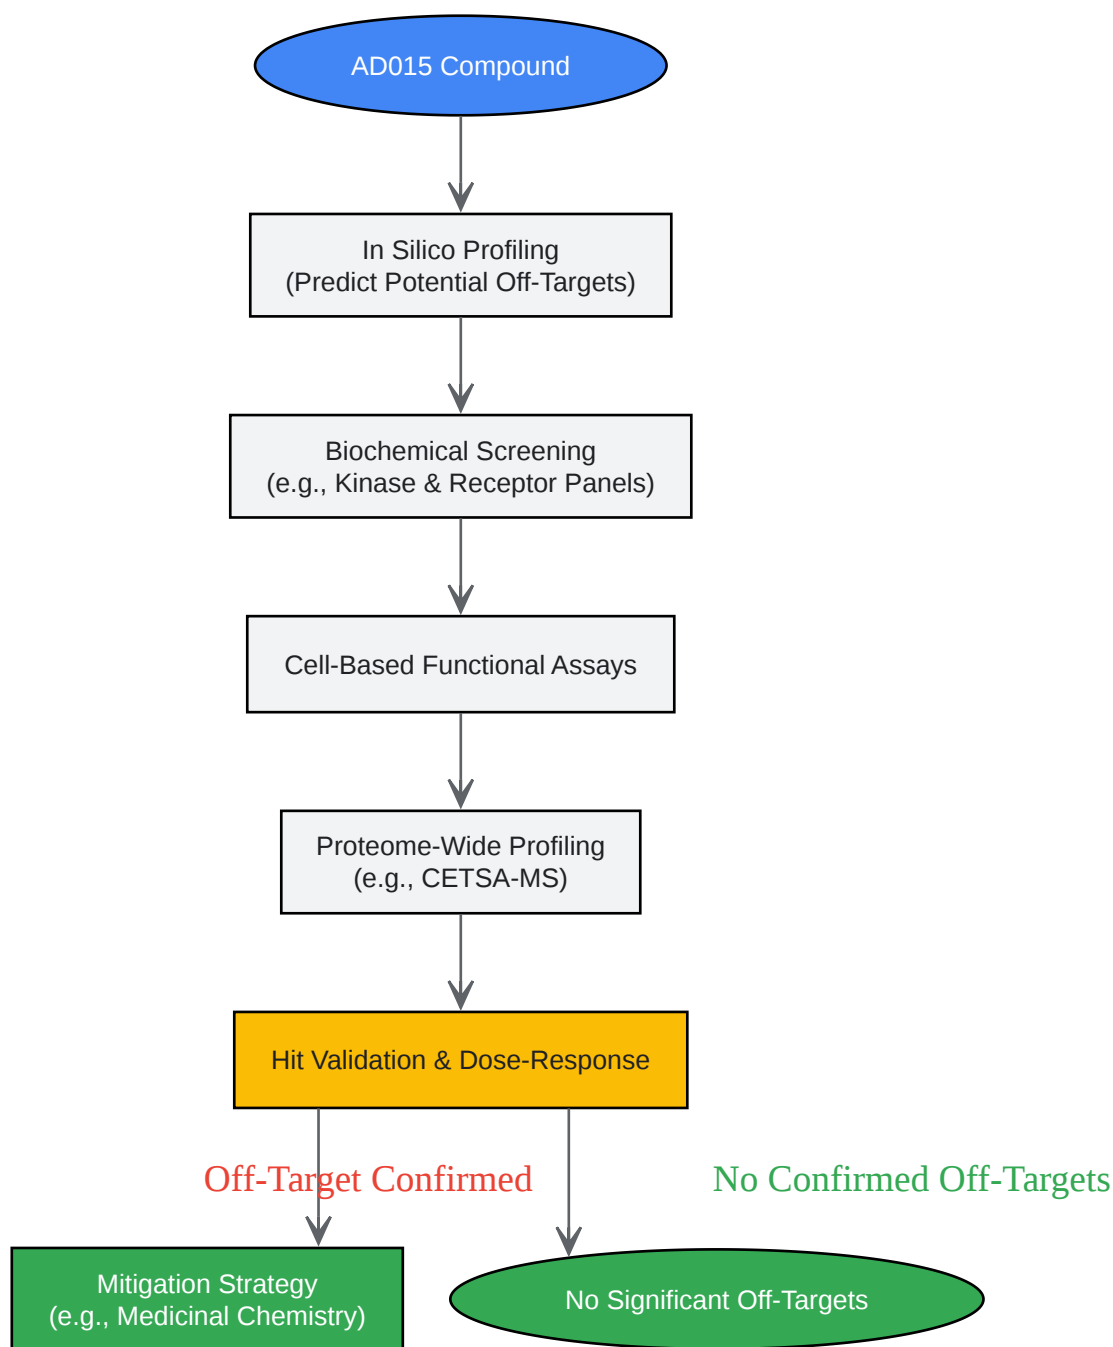 AD015 Compound
In Silico Profiling
(Predict Potential Off-Targets)
Biochemical Screening
(e.g., Kinase & Receptor Panels)
Cell-Based Functional Assays
Proteome-Wide Profiling
(e.g., CETSA-MS)
Hit Validation & Dose-Response
Off-Target Confirmed
No Confirmed Off-Targets
Mitigation Strategy
(e.g., Medicinal Chemistry)
No Significant Off-Targets